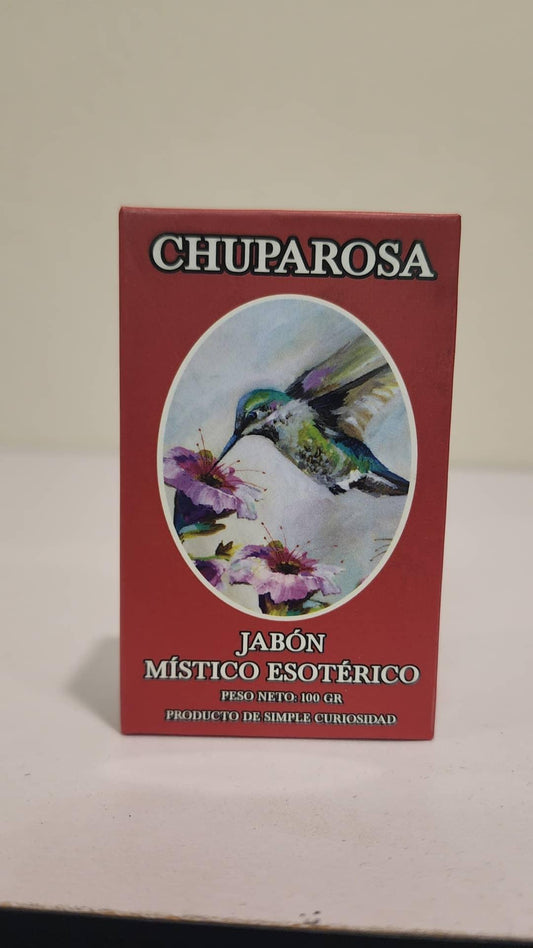 CHUPAROSA
JABÓN
MÍSTICO ESOTÉRICO
PESO NETO: 100 GR
PRODUCTO DE SIMPLE CURIOSIDAD